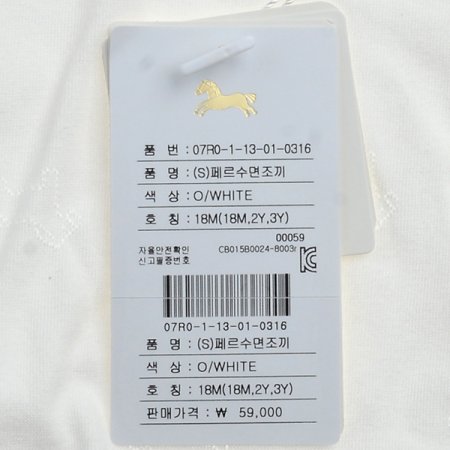 품 번 : 07R0-1-13-01-0316
품 명 : (S)페르수면조끼
색 상 : O/WHITE
호 칭 : 18M(18M,2Y,3Y)
00059
자율안전확인 CB015B0024-8003r
신고필증번호
07R0-1-13-01-0316
품 명 : (S)페르수면조끼
색 상 : O/WHITE
호 칭 : 18M(18M,2Y,3Y)
판매가격 : ₩ 59,000